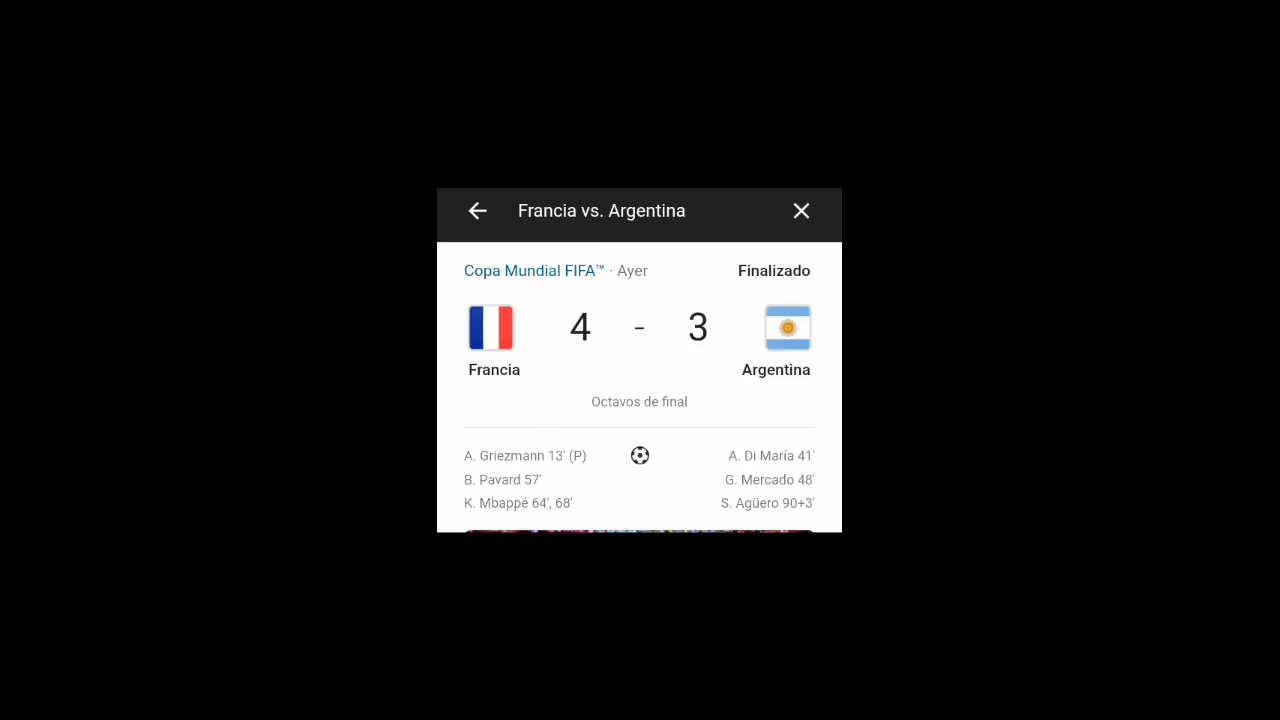 Francia vs. Argentina
Copa Mundial FIFA™ · Ayer Finalizado
4 - 3
Francia Argentina
Octavos de final
A. Griezmann 13' (P) A. Di María 41'
B. Pavard 57' G. Mercado 48'
K. Mbappé 64', 68' S. Agüero 90+3'